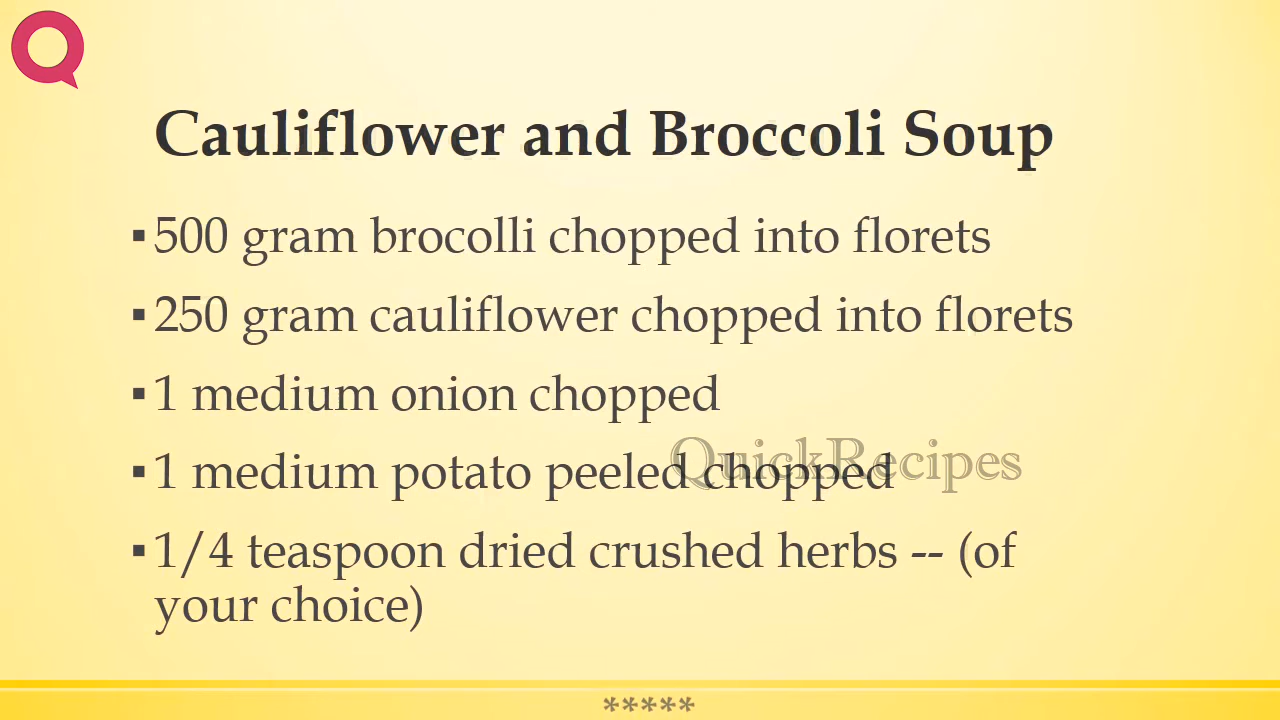 Cauliflower and Broccoli Soup
▪500 gram brocolli chopped into florets
▪250 gram cauliflower chopped into florets
▪1 medium onion chopped
▪1 medium potato peeled chopped
QuickRecipes
▪1/4 teaspoon dried crushed herbs -- (of
your choice)
*****